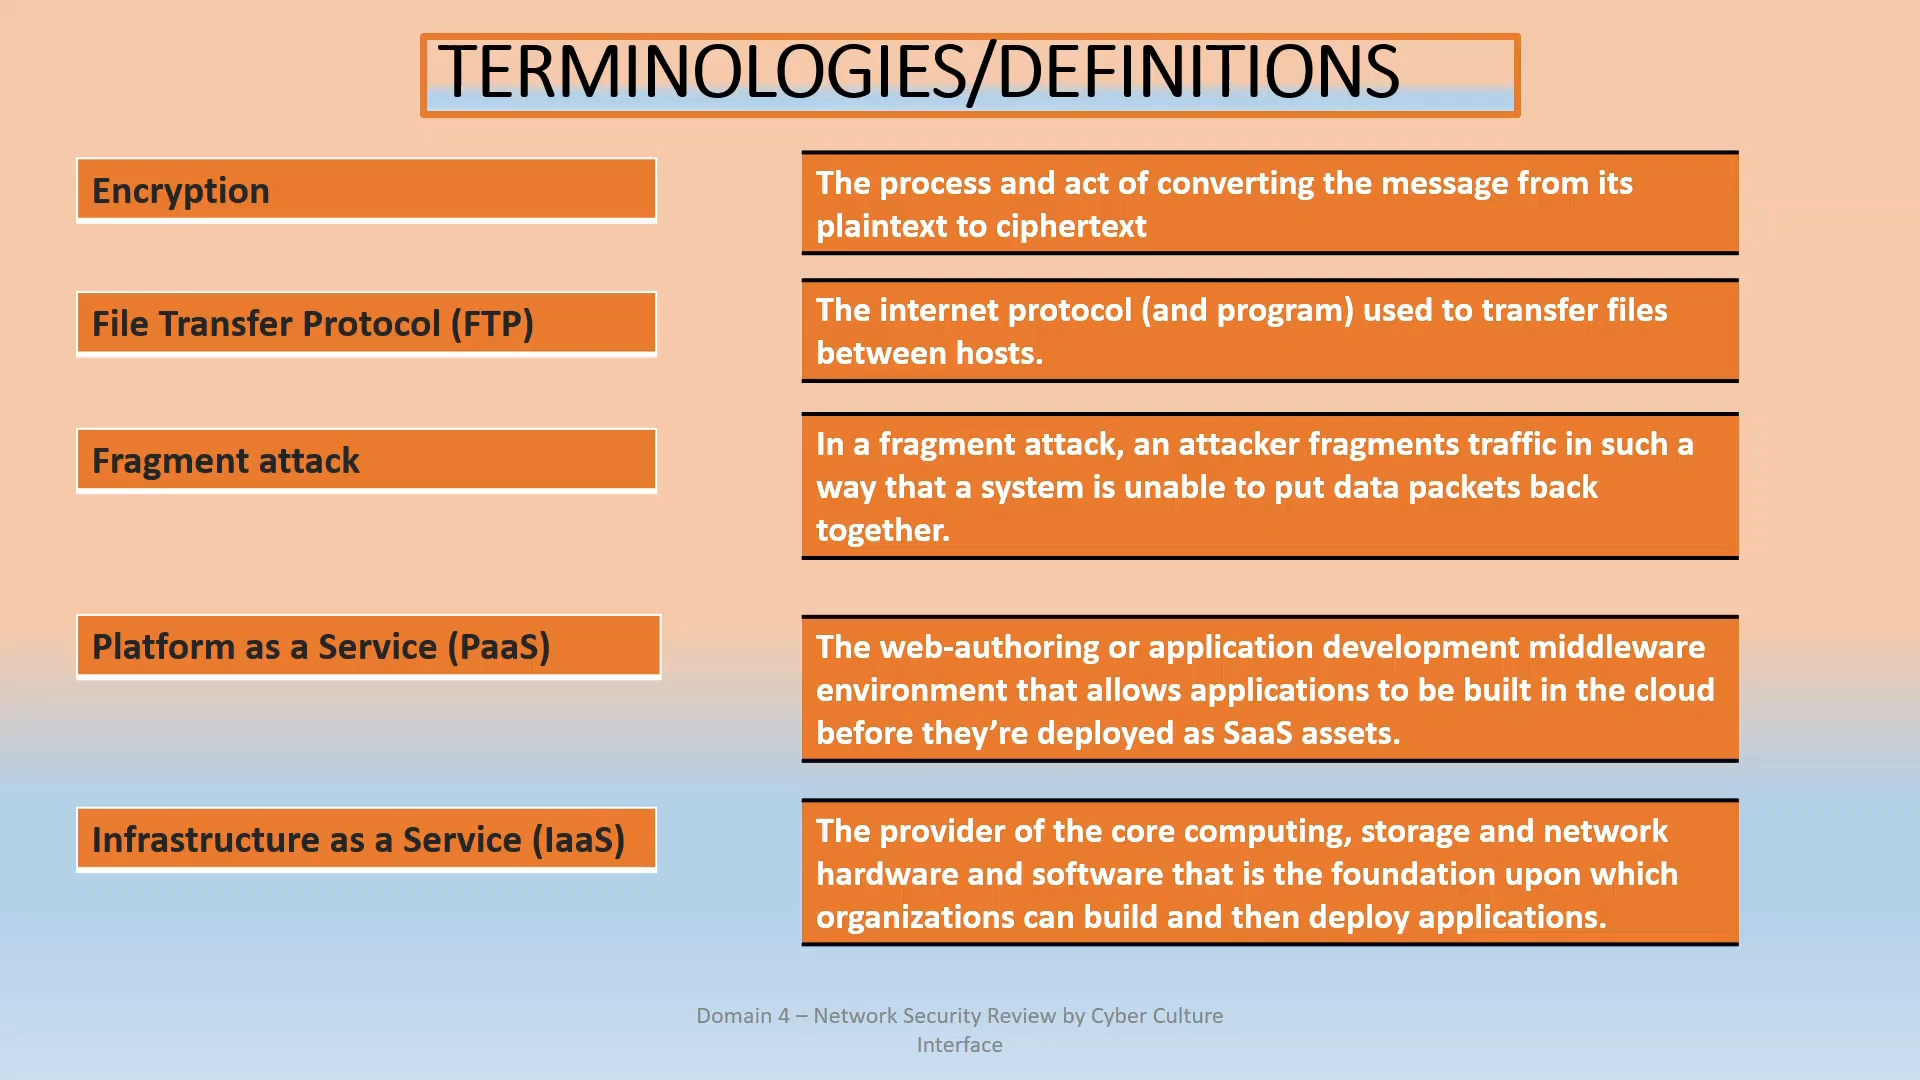 TERMINOLOGIES/DEFINITIONS
Encryption
The process and act of converting the message from its
plaintext to ciphertext
File Transfer Protocol (FTP)
The internet protocol (and program) used to transfer files
between hosts.
Fragment attack
In a fragment attack, an attacker fragments traffic in such a
way that a system is unable to put data packets back
together.
Platform as a Service (PaaS)
The web-authoring or application development middleware
environment that allows applications to be built in the cloud
before they’re deployed as SaaS assets.
Infrastructure as a Service (IaaS)
The provider of the core computing, storage and network
hardware and software that is the foundation upon which
organizations can build and then deploy applications.
Domain 4 – Network Security Review by Cyber Culture
Interface